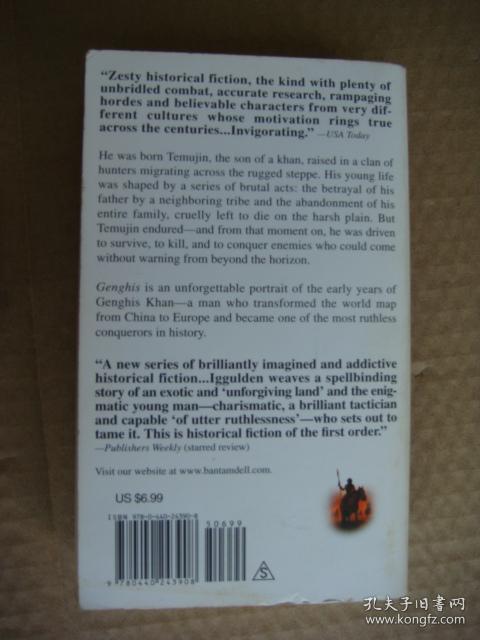 “Zesty historical fiction, the kind with plenty of
unbridled combat, accurate research, rampaging
hordes and believable characters from very dif-
ferent cultures whose motivation rings true
across the centuries...Invigorating.” —USA Today
He was born Temujin, the son of a khan, raised in a clan of
hunters migrating across the rugged steppe. His young life
was shaped by a series of brutal acts: the betrayal of his
father by a neighboring tribe and the abandonment of his
entire family, cruelly left to die on the harsh plain. But
Temujin endured—and from that moment on, he was driven
to survive, to kill, and to conquer enemies who could come
without warning from beyond the horizon.
Genghis is an unforgettable portrait of the early years of
Genghis Khan—a man who transformed the world map
from China to Europe and became one of the most ruthless
conquerors in history.
“A new series of brilliantly imagined and addictive
historical fiction...Iggulden weaves a spellbinding
story of an exotic and ‘unforgiving land’ and the enig-
matic young man—charismatic, a brilliant tactician
and capable ‘of utter ruthlessness’—who sets out to
tame it. This is historical fiction of the first order.”
—Publishers Weekly (starred review)
Visit our website at www.bantamdell.com.
US $6.99
ISBN 978-0-440-24390-8
50699
9 780440 243908
S
孔夫子旧书网
www.kongfz.com